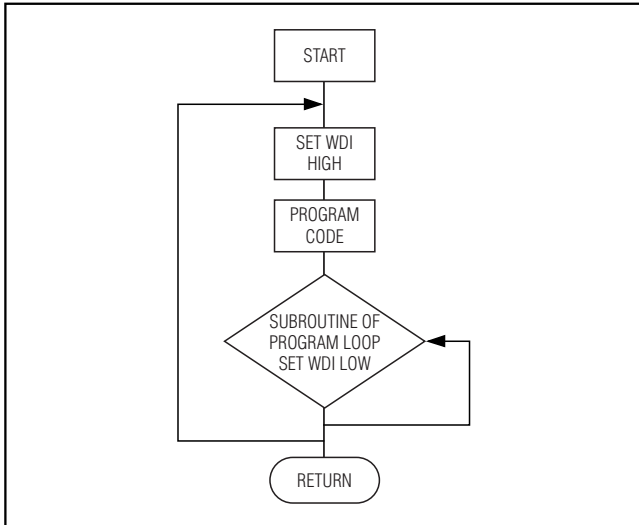 START
SET WDI
HIGH
PROGRAM
CODE
SUBROUTINE OF
PROGRAM LOOP
SET WDI LOW
RETURN